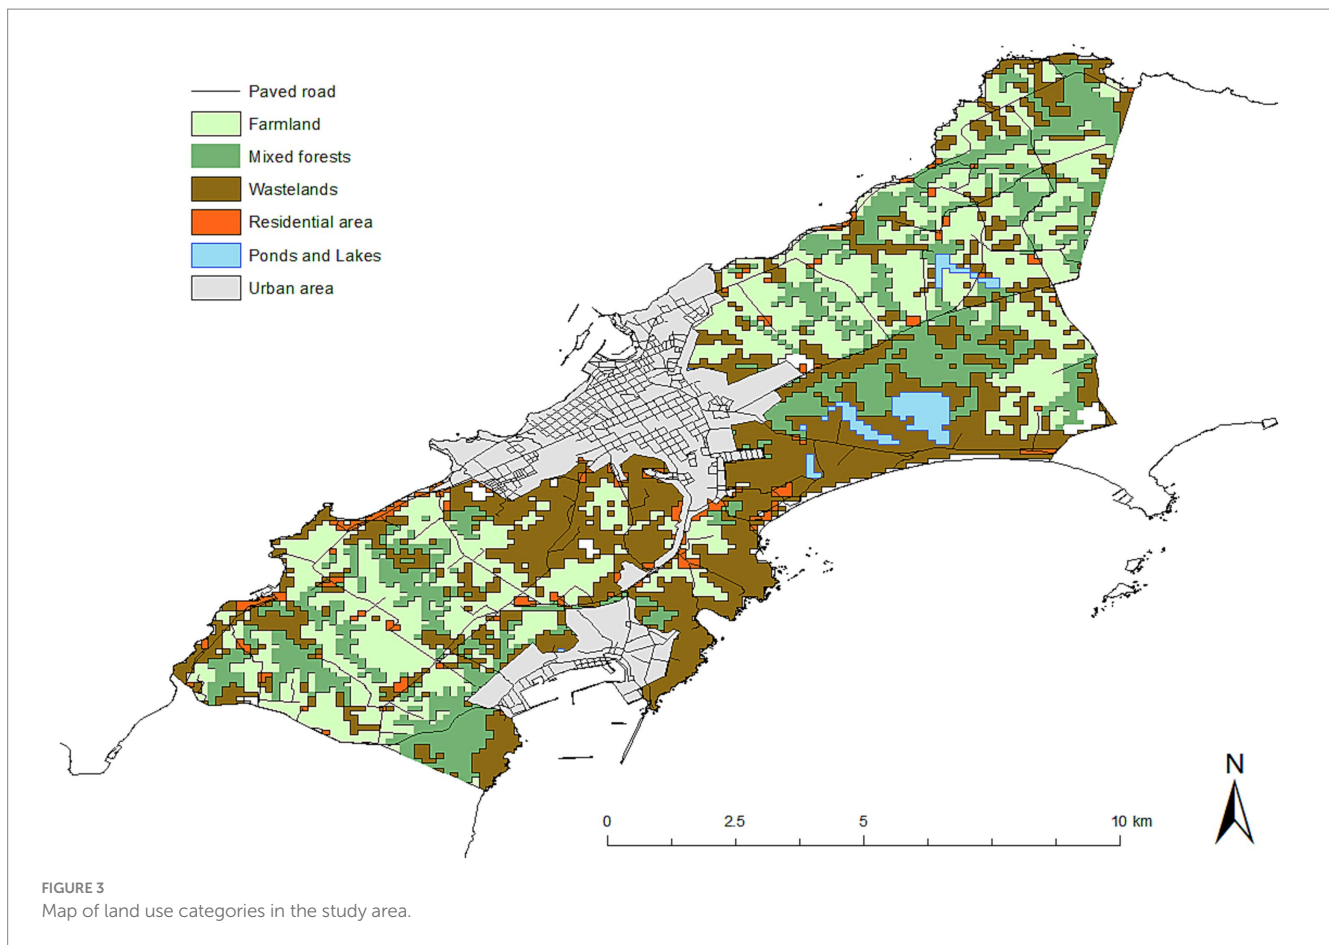 Paved road
Farmland
Mixed forests
Wastelands
Residential area
Ponds and Lakes
Urban area
N
0 2.5 5 10 km
FIGURE 3
Map of land use categories in the study area.